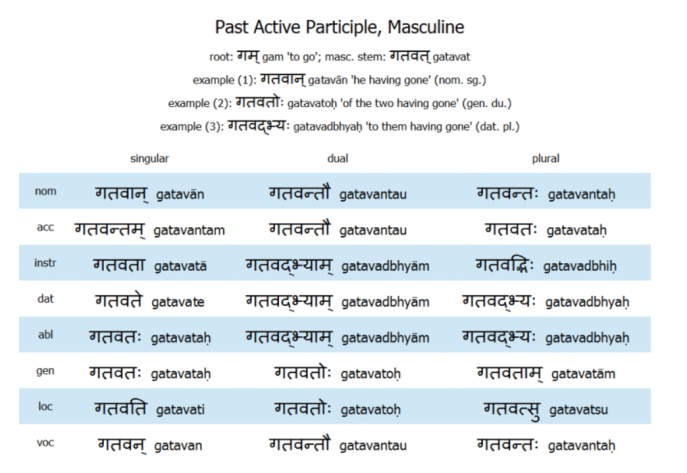 Past Active Participle, Masculine
root: गम् gam 'to go'; masc. stem: गतवत् gatavat
example (1): गतवान् gatavān 'he having gone' (nom. sg.)
example (2): गतवतोः gatavatoḥ 'of the two having gone' (gen. du.)
example (3): गतवद्भ्यः gatavadbhyaḥ 'to them having gone' (dat. pl.)
singular dual plural
nom गतवान् gatavān गतवन्तौ gatavantau गतवन्तः gatavantaḥ
acc गतवन्तम् gatavantam गतवन्तौ gatavantau गतवतः gatavataḥ
instr गतवता gatavatā गतवद्भ्याम् gatavadbhyām गतवद्भिः gatavadbhiḥ
dat गतवते gatavate गतवद्भ्याम् gatavadbhyām गतवद्भ्यः gatavadbhyaḥ
abl गतवतः gatavataḥ गतवद्भ्याम् gatavadbhyām गतवद्भ्यः gatavadbhyaḥ
gen गतवतः gatavataḥ गतवतोः gatavatoḥ गतवताम् gatavatām
loc गतवति gatavati गतवतोः gatavatoḥ गतवत्सु gatavatsu
voc गतवन् gatavan गतवन्तौ gatavantau गतवन्तः gatavantaḥ